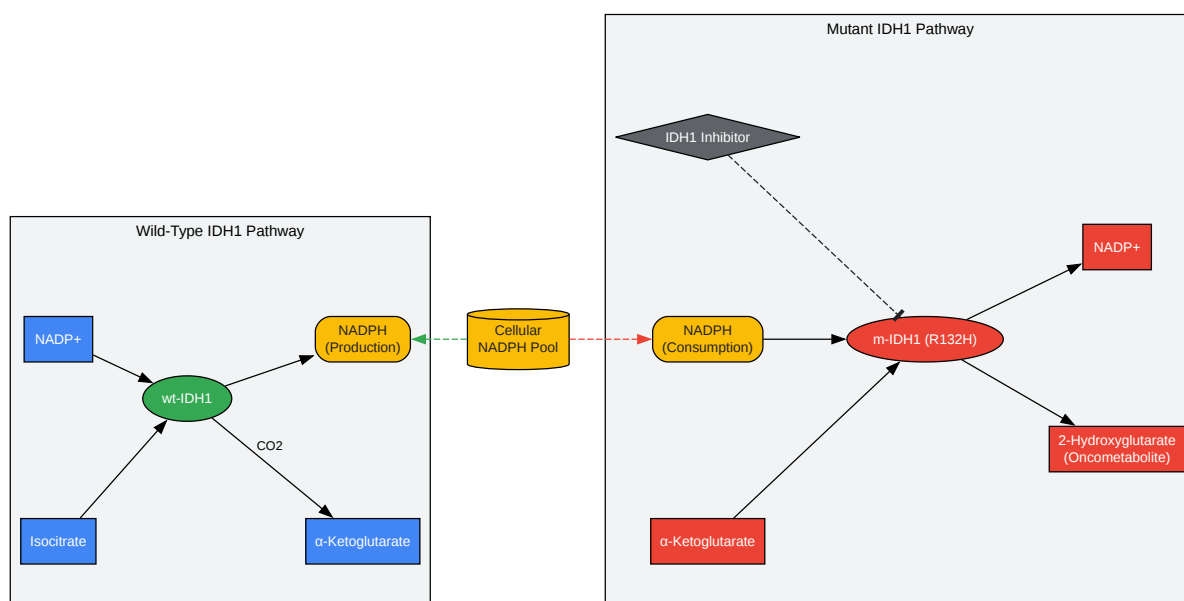 Wild-Type IDH1 Pathway
NADP+
NADPH
(Production)
wt-IDH1
CO2
Isocitrate
α-Ketoglutarate
Cellular
NADPH Pool
Mutant IDH1 Pathway
IDH1 Inhibitor
NADP+
NADPH
(Consumption)
m-IDH1 (R132H)
2-Hydroxyglutarate
(Oncometabolite)
α-Ketoglutarate